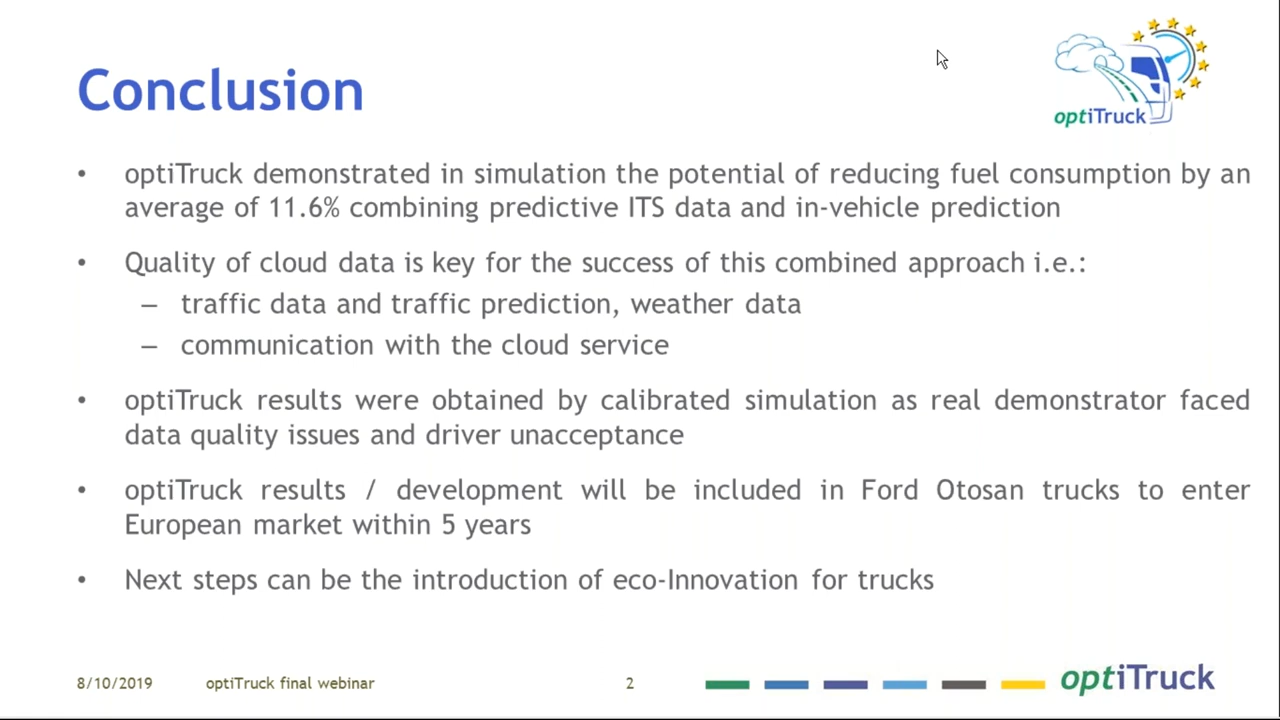 optiTruck
Conclusion
• optiTruck demonstrated in simulation the potential of reducing fuel consumption by an
average of 11.6% combining predictive ITS data and in-vehicle prediction
• Quality of cloud data is key for the success of this combined approach i.e.:
– traffic data and traffic prediction, weather data
– communication with the cloud service
• optiTruck results were obtained by calibrated simulation as real demonstrator faced
data quality issues and driver unacceptance
• optiTruck results / development will be included in Ford Otosan trucks to enter
European market within 5 years
• Next steps can be the introduction of eco-Innovation for trucks
8/10/2019 optiTruck final webinar 2 optiTruck